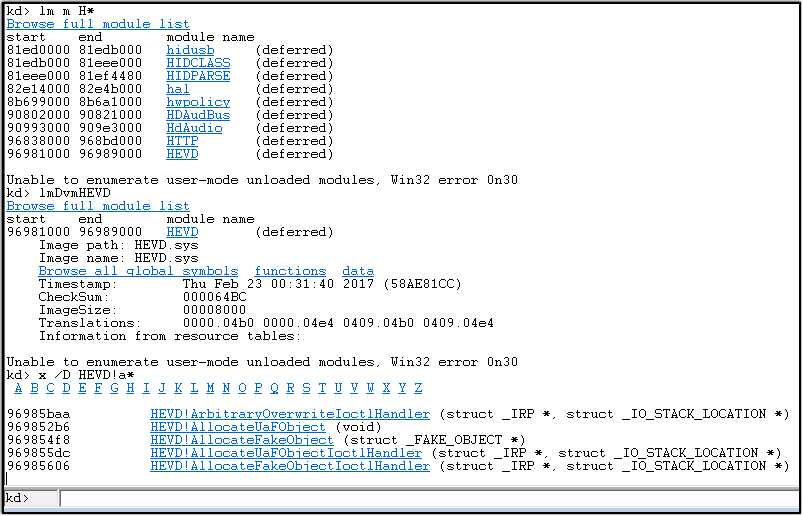 kd> lm m H*
Browse full module list
start    end        module name
81ed0000 81edb000   hidusb     (deferred)
81edb000 81eee000   HIDCLASS   (deferred)
81eee000 81ef4480   HIDPARSE   (deferred)
82e14000 82e4b000   hal        (deferred)
8b699000 8b6a1000   hwpolicy   (deferred)
90802000 90821000   HDAudBus   (deferred)
90993000 909e3000   HdAudio    (deferred)
96838000 968bd000   HTTP       (deferred)
96981000 96989000   HEVD       (deferred)
Unable to enumerate user-mode unloaded modules, Win32 error 0n30
kd> lmDvmHEVD
Browse full module list
start    end        module name
96981000 96989000   HEVD       (deferred)
Image path: HEVD.sys
Image name: HEVD.sys
Browse all global symbols  functions  data
Timestamp:        Thu Feb 23 00:31:40 2017 (58AE81CC)
CheckSum:         000064BC
ImageSize:        00008000
Translations:     0000.04b0 0000.04e4 0409.04b0 0409.04e4
Information from resource tables:
Unable to enumerate user-mode unloaded modules, Win32 error 0n30
kd> x /D HEVD!a*
A B C D E F G H I J K L M N O P Q R S T U V W X Y Z
96985baa          HEVD!ArbitraryOverwriteIoctlHandler (struct _IRP *, struct _IO_STACK_LOCATION *)
969852b6          HEVD!AllocateUaFObject (void)
969854f8          HEVD!AllocateFakeObject (struct _FAKE_OBJECT *)
969855dc          HEVD!AllocateUaFObjectIoctlHandler (struct _IRP *, struct _IO_STACK_LOCATION *)
96985606          HEVD!AllocateFakeObjectIoctlHandler (struct _IRP *, struct _IO_STACK_LOCATION *)
kd>